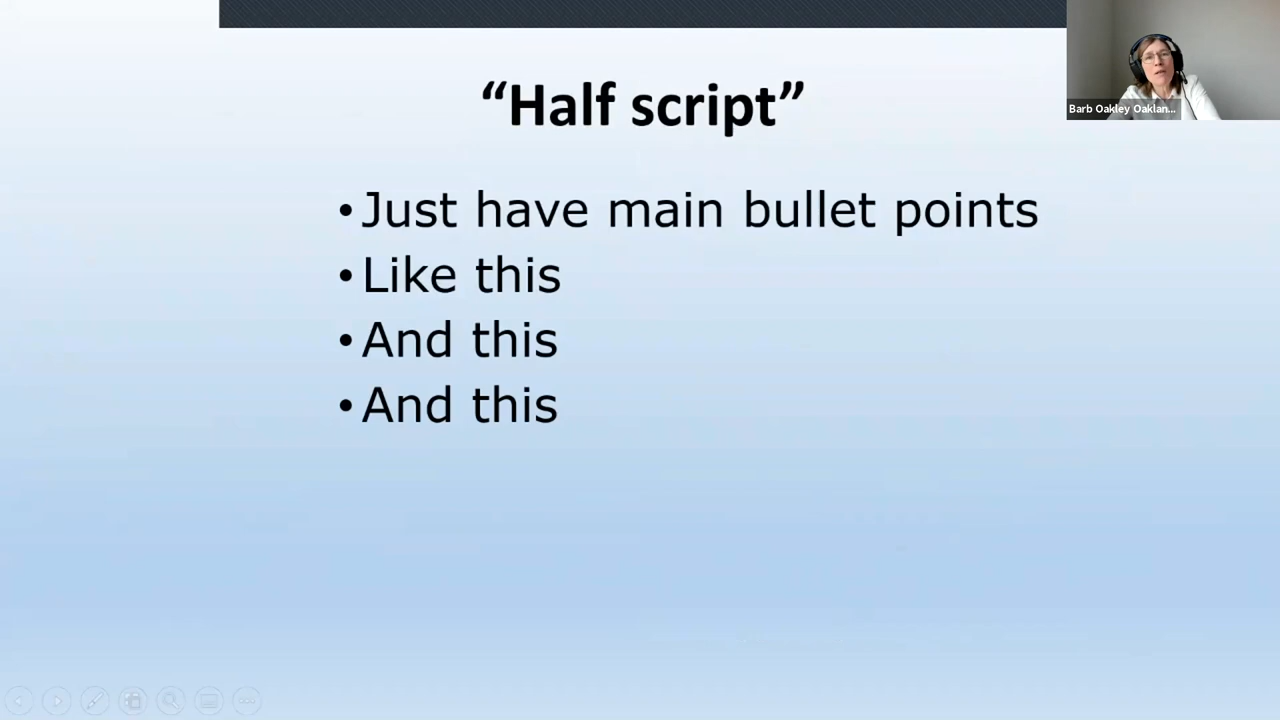 “Half script”
Barb Oakley Oaklan...
•Just have main bullet points
•Like this
•And this
•And this